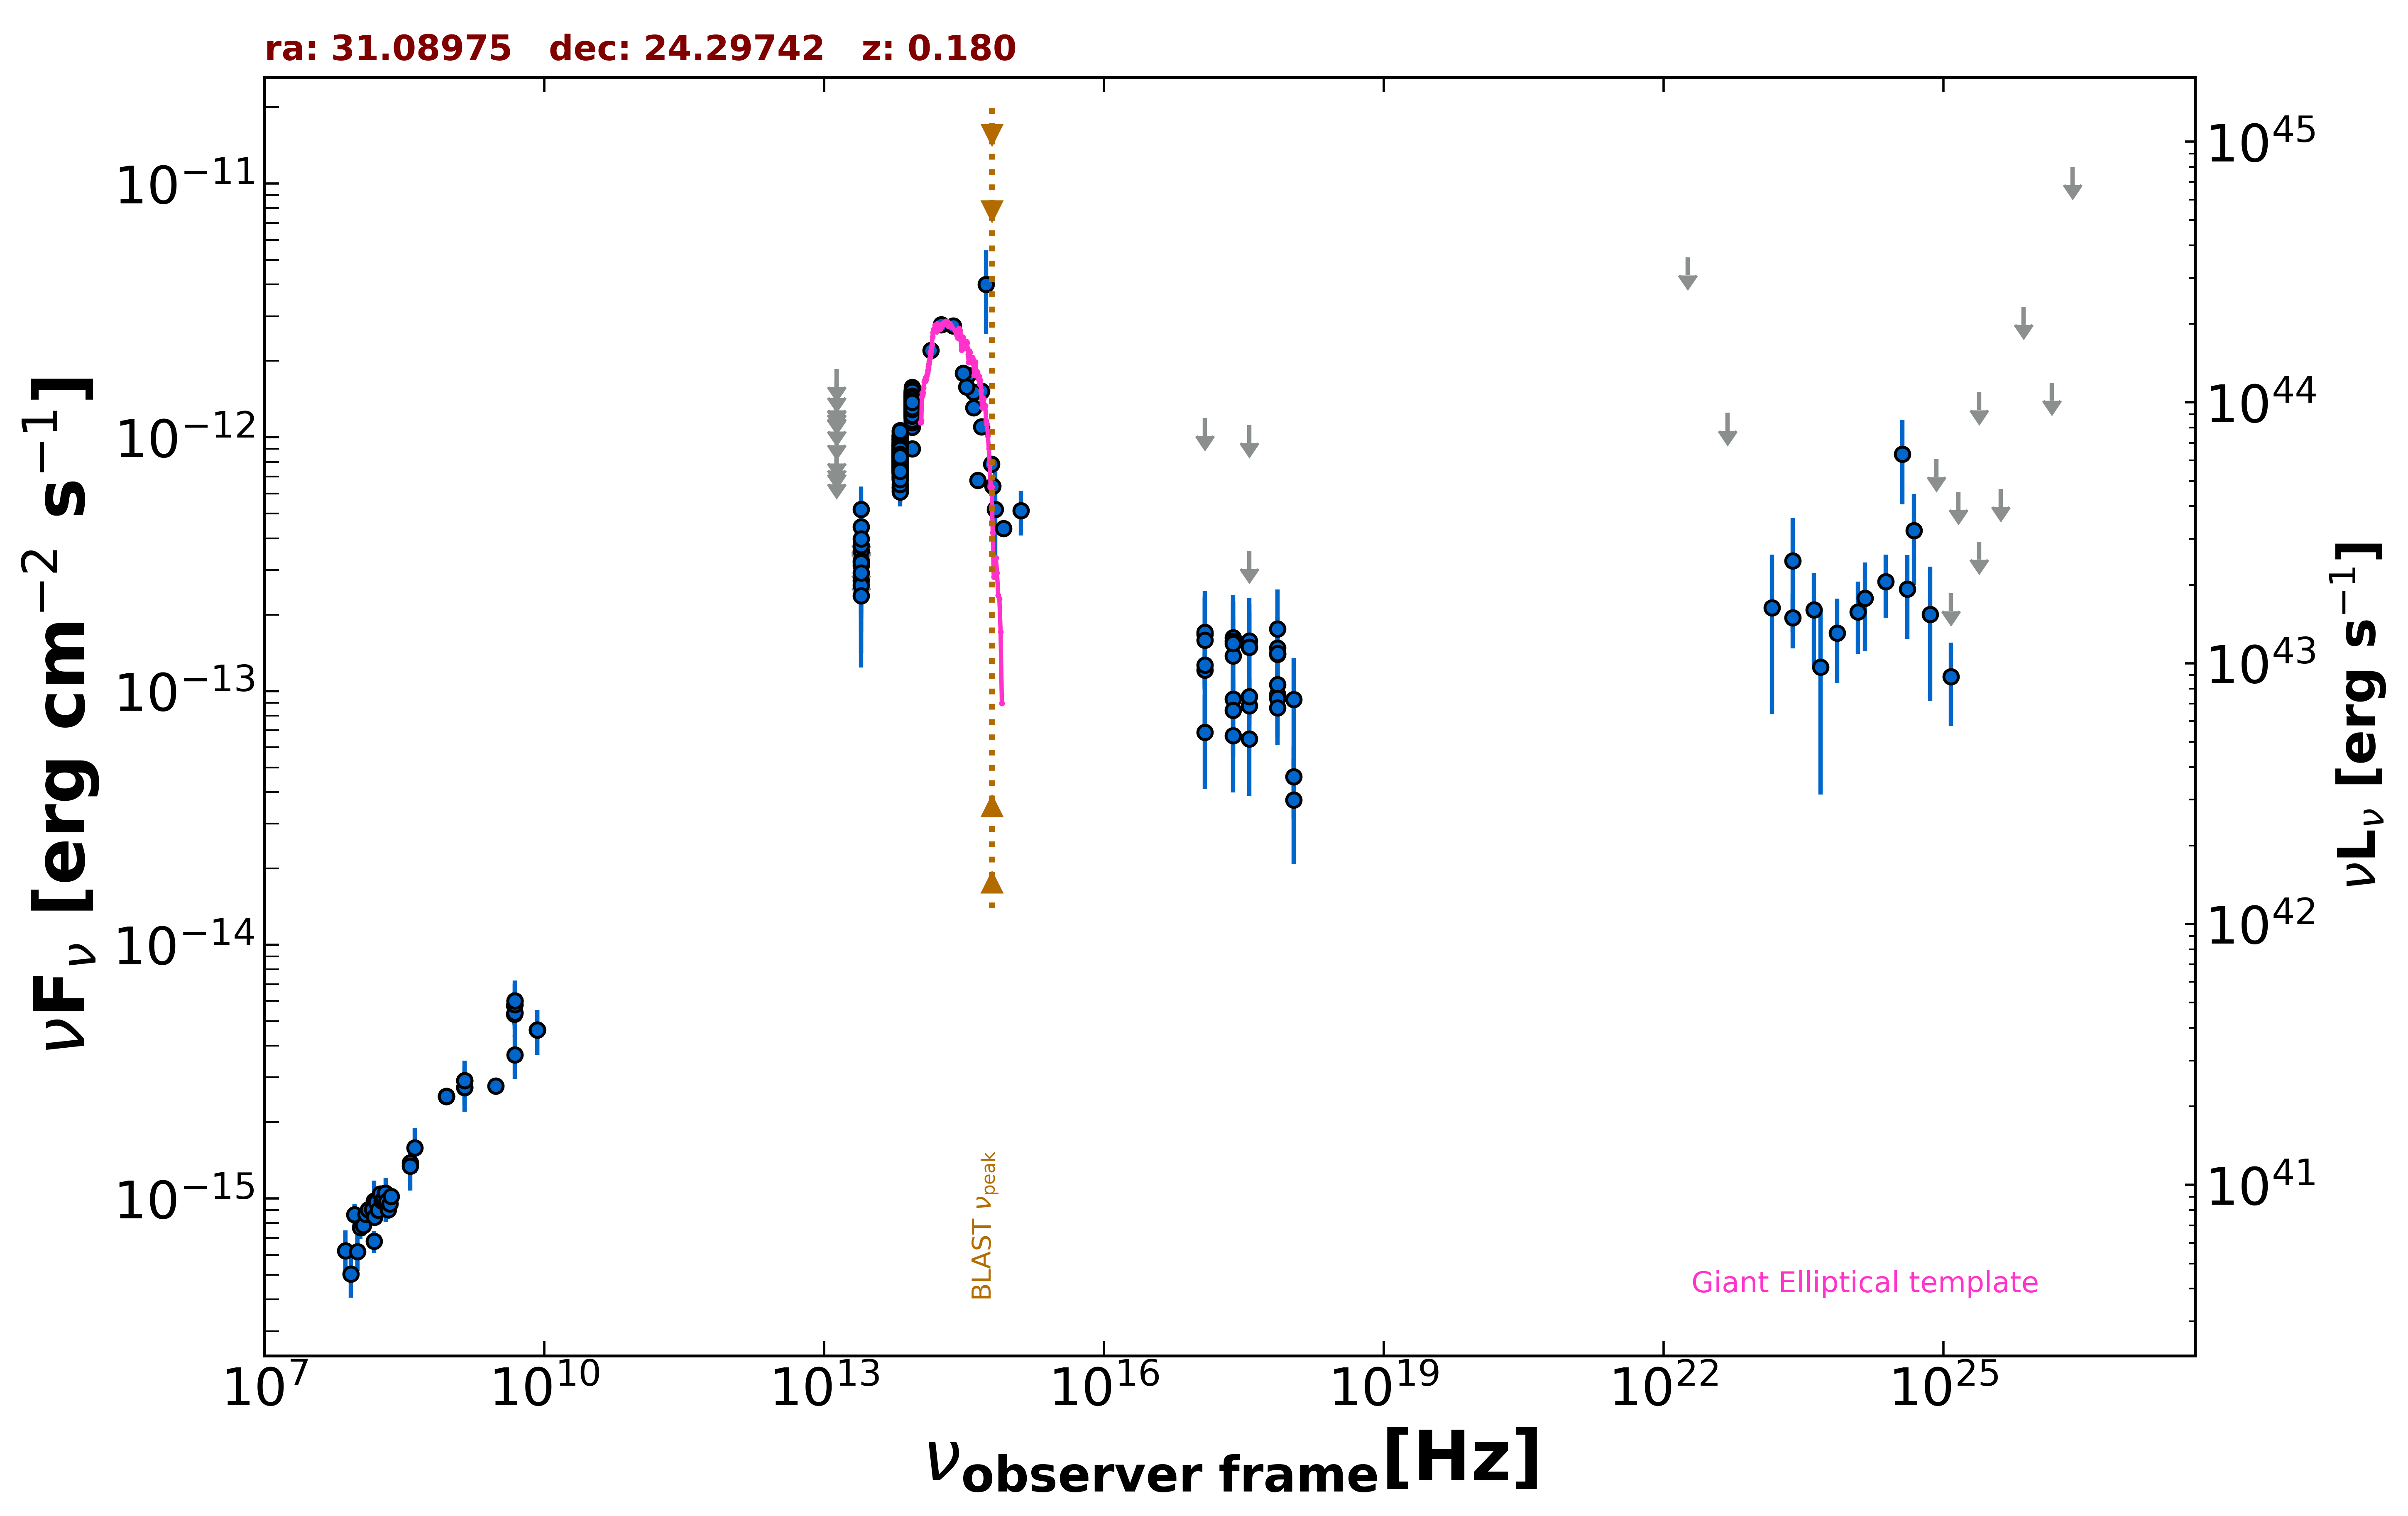 ra: 31.08975 dec: 24.29742 z: 0.180
νF_ν [erg cm⁻² s⁻¹]
10⁻¹¹
10⁻¹²
10⁻¹³
10⁻¹⁴
10⁻¹⁵
10⁴⁵
10⁴⁴
10⁴³
10⁴²
10⁴¹
νL_ν [erg s⁻¹]
BLAST ν_peak
Giant Elliptical template
10⁷ 10¹⁰ 10¹³ 10¹⁶ 10¹⁹ 10²² 10²⁵
ν_observer frame [Hz]